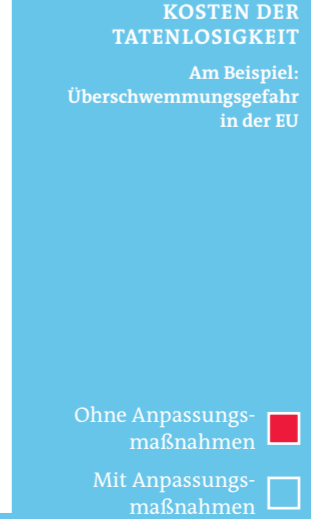 KOSTEN DER
TATENLOSIGKEIT
Am Beispiel:
Überschwemmungsgefahr
in der EU
Ohne Anpassungs-
maßnahmen
Mit Anpassungs-
maßnahmen